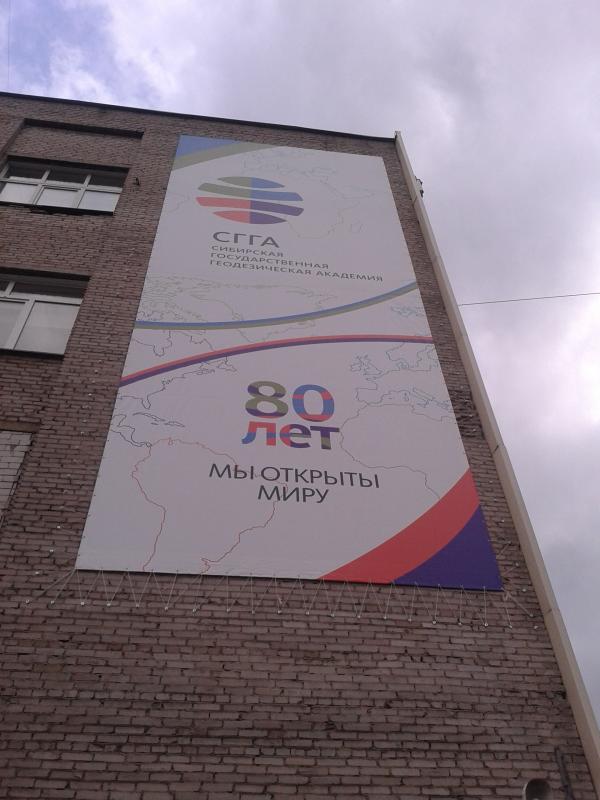 СГГА
СИБИРСКАЯ
ГОСУДАРСТВЕННАЯ
ГЕОДЕЗИЧЕСКАЯ АКАДЕМИЯ
80
лет
МЫ ОТКРЫТЫ
МИРУ